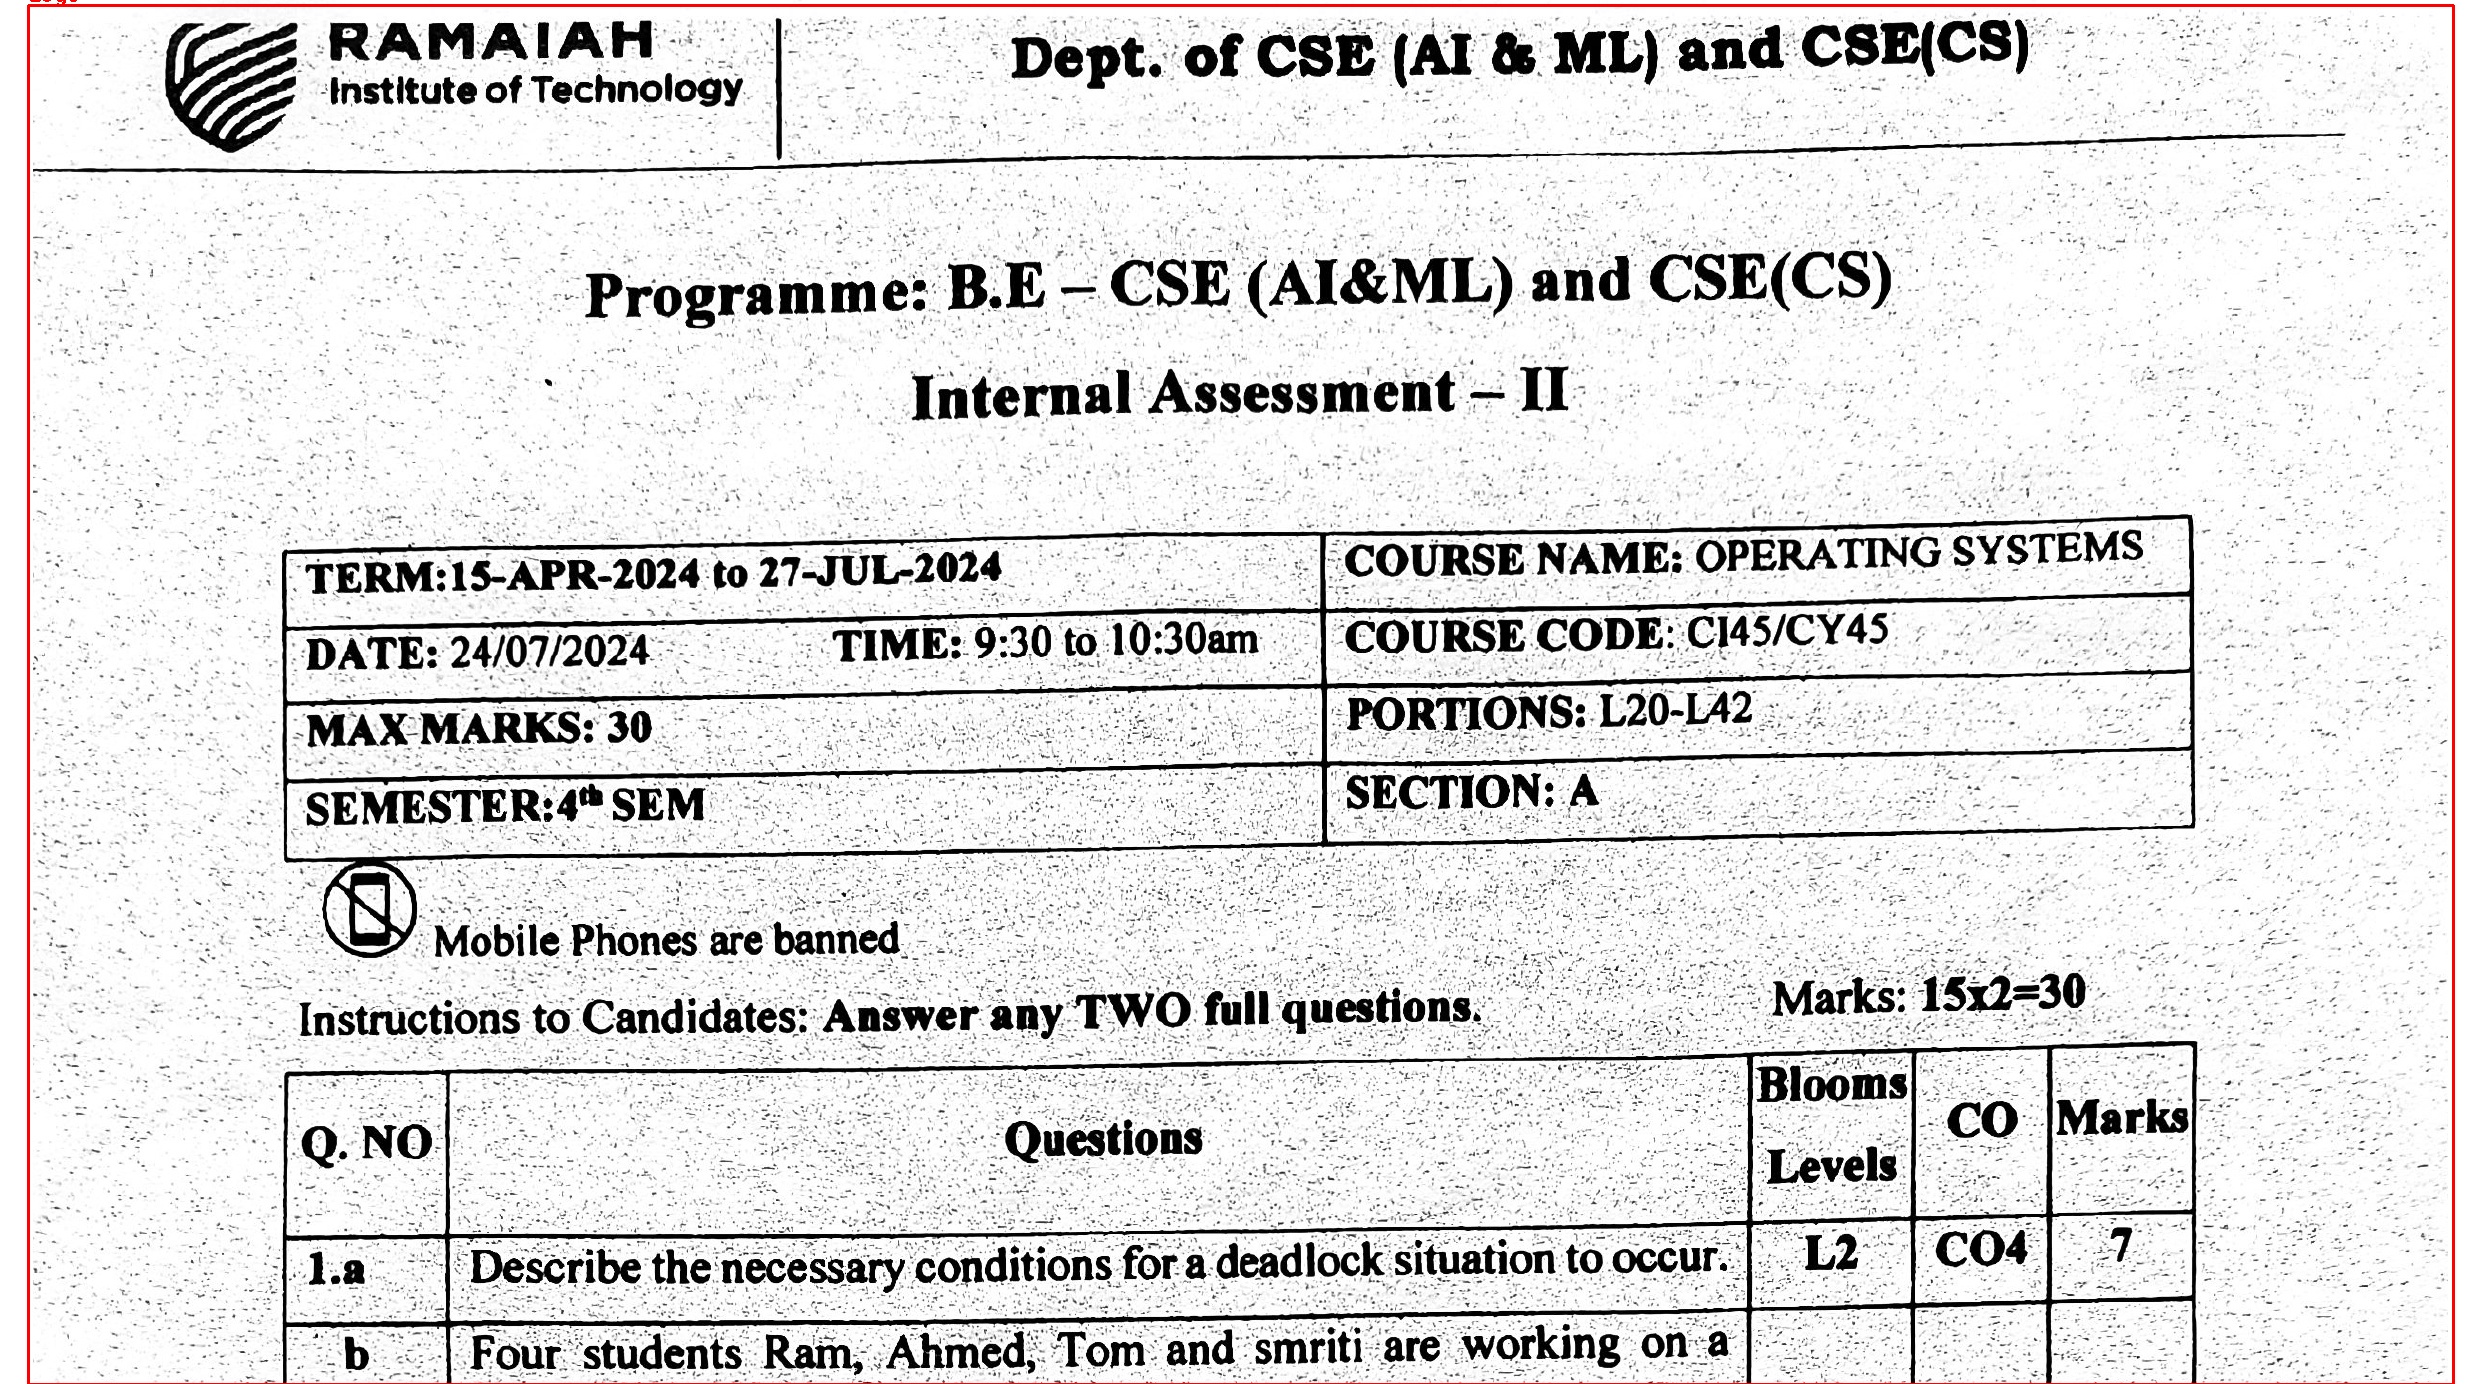 RAMAIAH
Institute of Technology
Dept. of CSE (AI & ML) and CSE(CS)
Programme: B.E – CSE (AI&ML) and CSE(CS)
Internal Assessment – II
TERM:15-APR-2024 to 27-JUL-2024
COURSE NAME: OPERATING SYSTEMS
DATE: 24/07/2024 TIME: 9:30 to 10:30am
COURSE CODE: CI45/CY45
MAX MARKS: 30
PORTIONS: L20-L42
SEMESTER:4th SEM
SECTION: A
Mobile Phones are banned
Instructions to Candidates: Answer any TWO full questions.
Marks: 15x2=30
Q. NO
Questions
Blooms
Levels
CO
Marks
1.a
Describe the necessary conditions for a deadlock situation to occur.
L2
CO4
7
b
Four students Ram, Ahmed, Tom and smriti are working on a